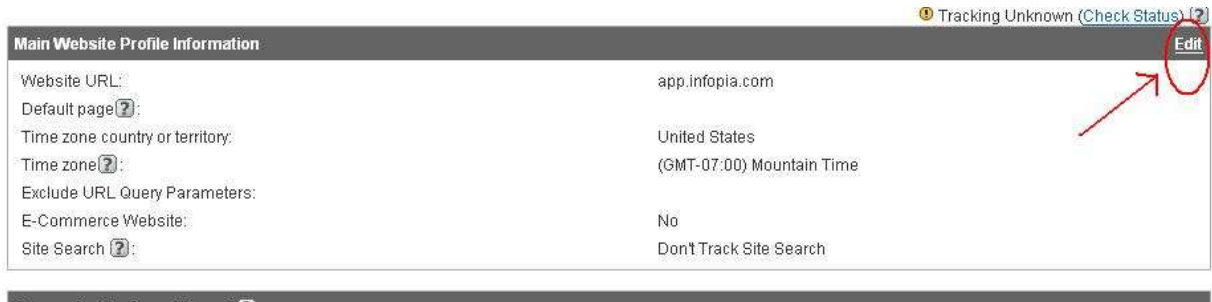 Tracking Unknown (Check Status) [?]
Main Website Profile Information Edit
Website URL: app.infopia.com
Default page[?]:
Time zone country or territory: United States
Time zone[?]: (GMT-07:00) Mountain Time
Exclude URL Query Parameters:
E-Commerce Website: No
Site Search [?]: Don't Track Site Search